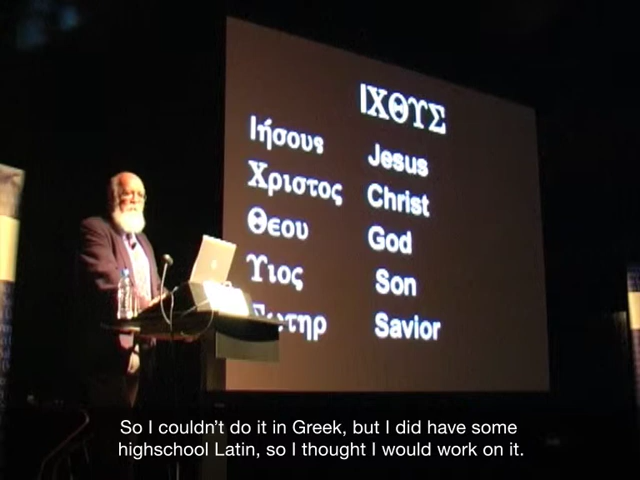 ΙΧΘΥΣ
Ιήσους Jesus
Χριστος Christ
Θεου God
Υιος Son
Σωτηρ Savior
So I couldn’t do it in Greek, but I did have some
highschool Latin, so I thought I would work on it.